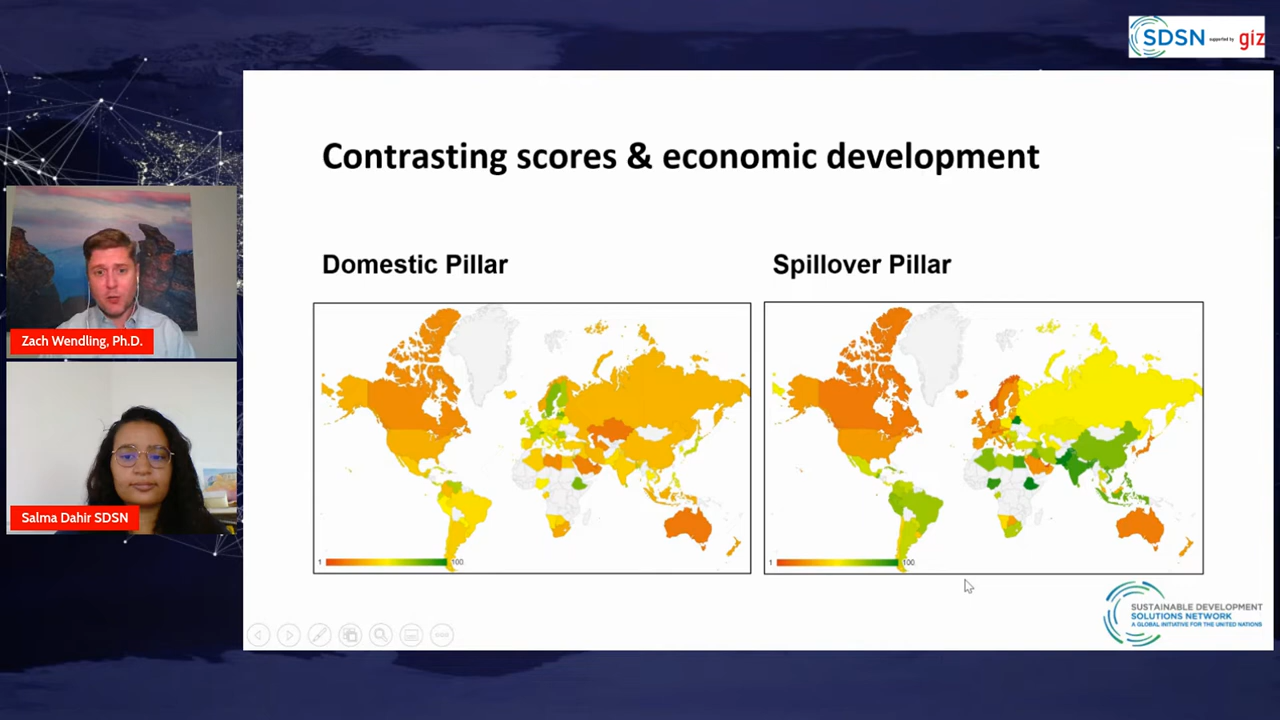 SDSN supported by giz
Contrasting scores & economic development
Domestic Pillar
Spillover Pillar
Zach Wendling, Ph.D.
Salma Dahir SDSN
1
100
1
100
SUSTAINABLE DEVELOPMENT
SOLUTIONS NETWORK
A GLOBAL INITIATIVE FOR THE UNITED NATIONS